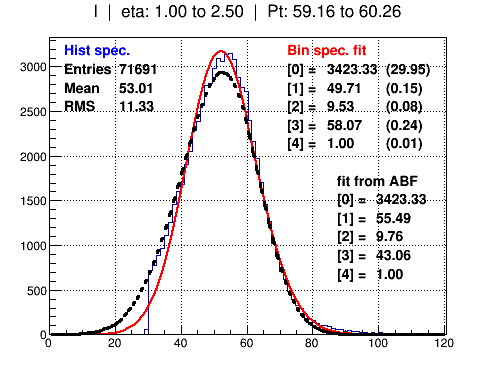 I | eta: 1.00 to 2.50 | Pt: 59.16 to 60.26
Hist spec.
Entries 71691
Mean 53.01
RMS 11.33
Bin spec. fit
[0] = 3423.33 (29.95)
[1] = 49.71 (0.15)
[2] = 9.53 (0.08)
[3] = 58.07 (0.24)
[4] = 1.00 (0.01)
fit from ABF
[0] = 3423.33
[1] = 55.49
[2] = 9.76
[3] = 43.06
[4] = 1.00
3000
2500
2000
1500
1000
500
0
0 20 40 60 80 100 120